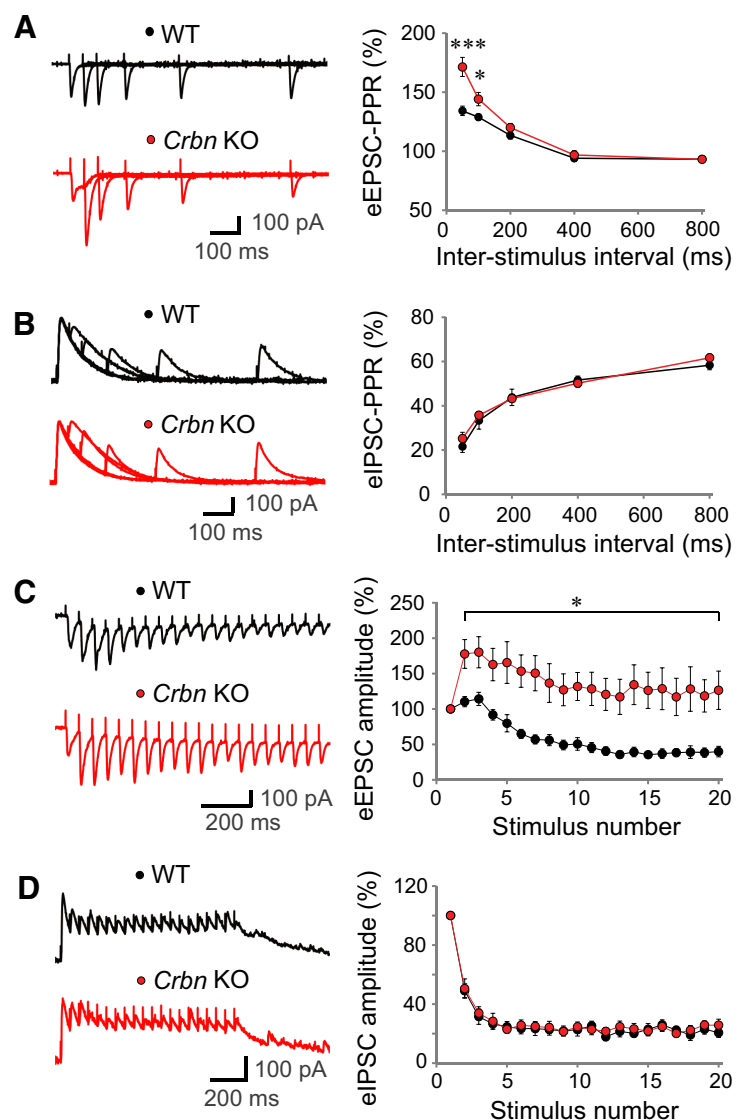 A
WT
Crbn KO
100 pA
100 ms
eEPSC-PPR (%)
200
150
100
50
***
*
0 200 400 600 800
Inter-stimulus interval (ms)
B
WT
Crbn KO
100 pA
100 ms
eIPSC-PPR (%)
80
60
40
20
0
0 200 400 600 800
Inter-stimulus interval (ms)
C
WT
Crbn KO
100 pA
200 ms
eEPSC amplitude (%)
250
200
150
100
50
0
*
0 5 10 15 20
Stimulus number
D
WT
Crbn KO
100 pA
200 ms
eIPSC amplitude (%)
120
80
40
0
0 5 10 15 20
Stimulus number